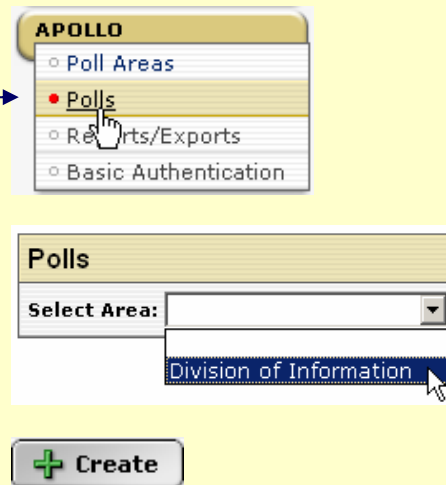 APOLLO
Poll Areas
Polls
Reports/Exports
Basic Authentication
Polls
Select Area:
Division of Information
Create